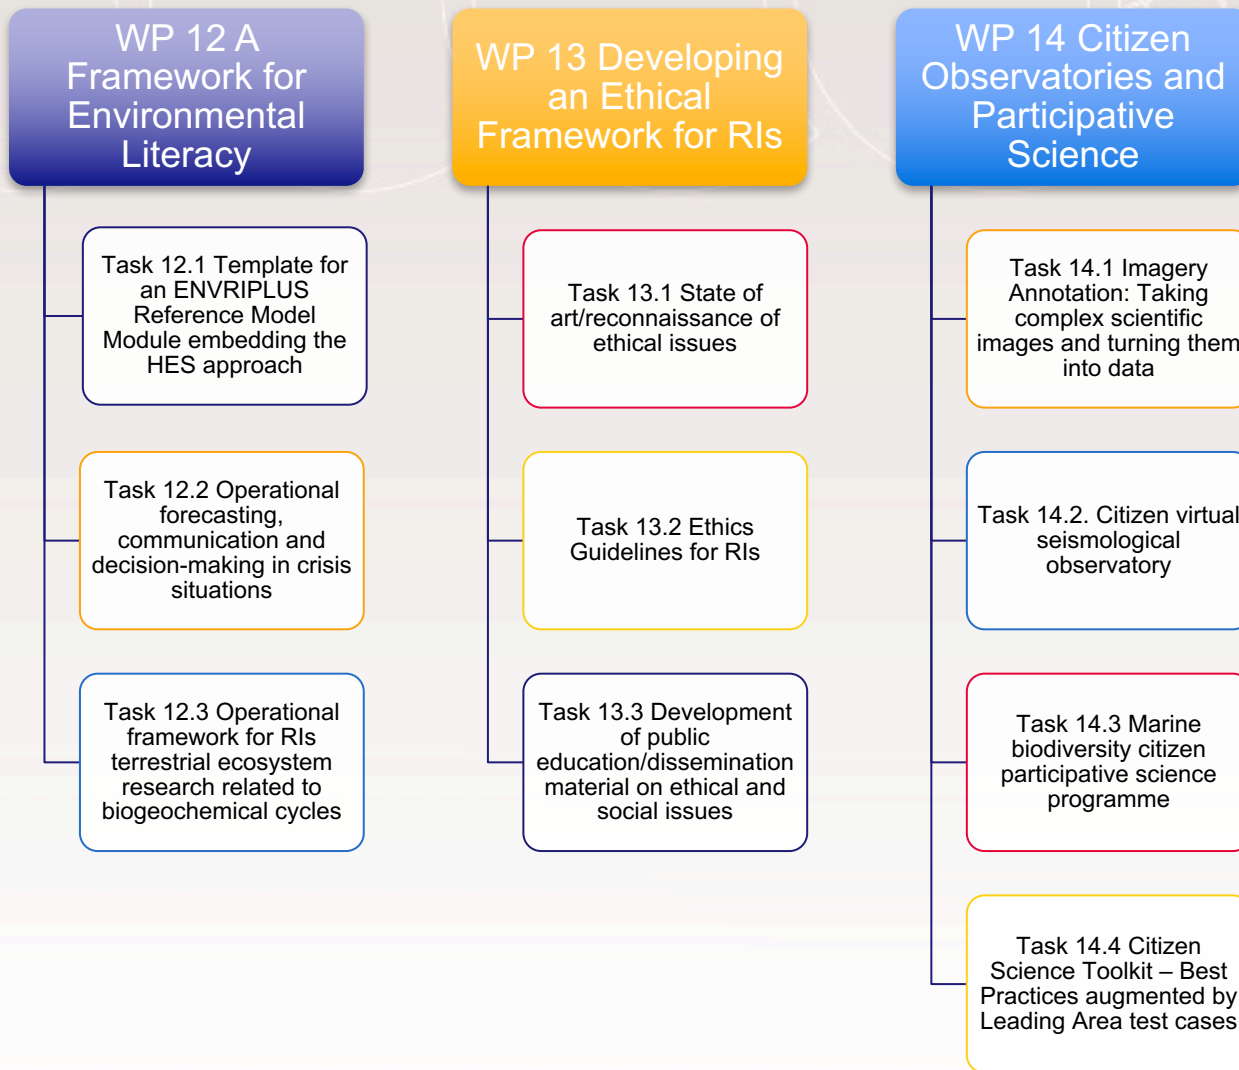 WP 12 A
Framework for
Environmental
Literacy
Task 12.1 Template for
an ENVRIPLUS
Reference Model
Module embedding the
HES approach
Task 12.2 Operational
forecasting,
communication and
decision-making in crisis
situations
Task 12.3 Operational
framework for RIs
terrestrial ecosystem
research related to
biogeochemical cycles
WP 13 Developing
an Ethical
Framework for RIs
Task 13.1 State of
art/reconnaissance of
ethical issues
Task 13.2 Ethics
Guidelines for RIs
Task 13.3 Development
of public
education/dissemination
material on ethical and
social issues
WP 14 Citizen
Observatories and
Participative
Science
Task 14.1 Imagery
Annotation: Taking
complex scientific
images and turning them
into data
Task 14.2. Citizen virtual
seismological
observatory
Task 14.3 Marine
biodiversity citizen
participative science
programme
Task 14.4 Citizen
Science Toolkit – Best
Practices augmented by
Leading Area test cases